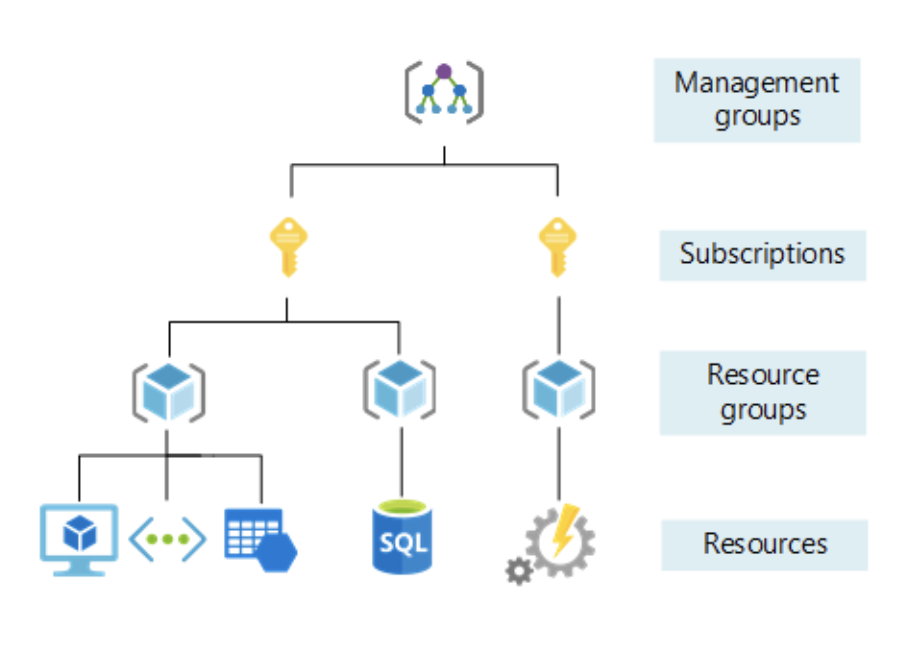 Management
groups
Subscriptions
Resource
groups
SQL
Resources